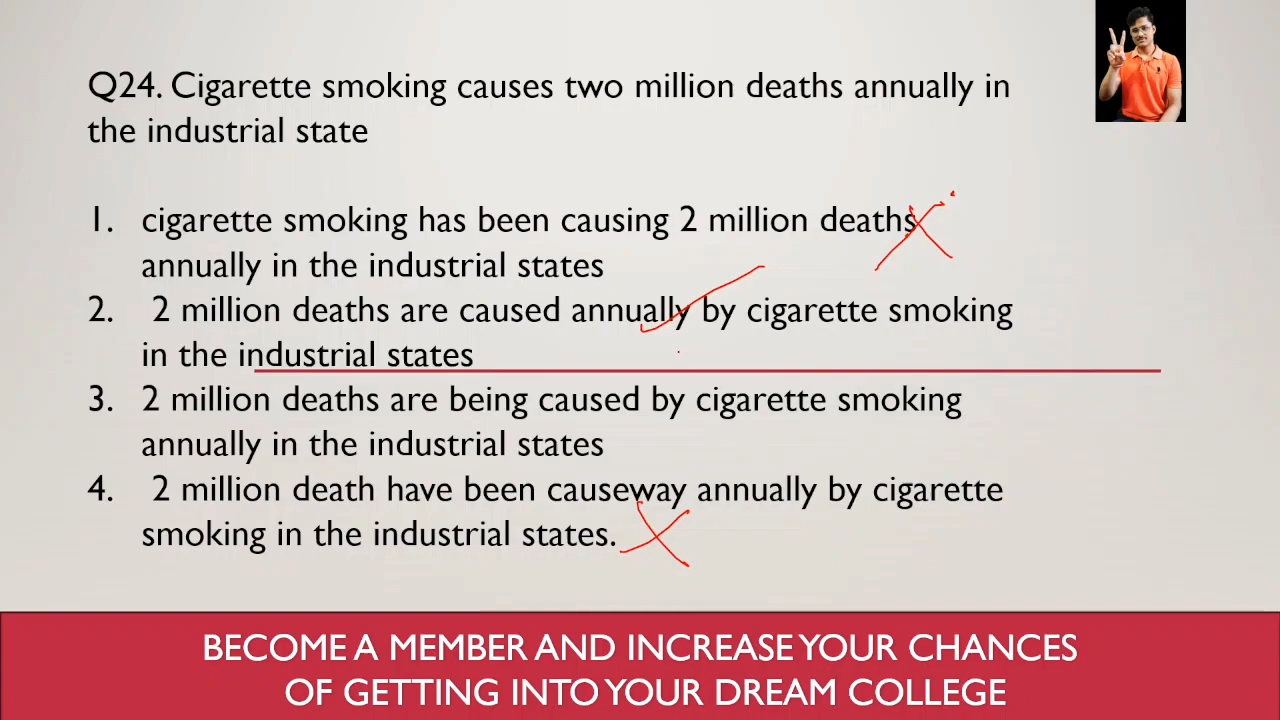 Q24. Cigarette smoking causes two million deaths annually in
the industrial state
1. cigarette smoking has been causing 2 million deaths
annually in the industrial states
2. 2 million deaths are caused annually by cigarette smoking
in the industrial states
3. 2 million deaths are being caused by cigarette smoking
annually in the industrial states
4. 2 million death have been causeway annually by cigarette
smoking in the industrial states.
BECOME A MEMBER AND INCREASE YOUR CHANCES
OF GETTING INTO YOUR DREAM COLLEGE